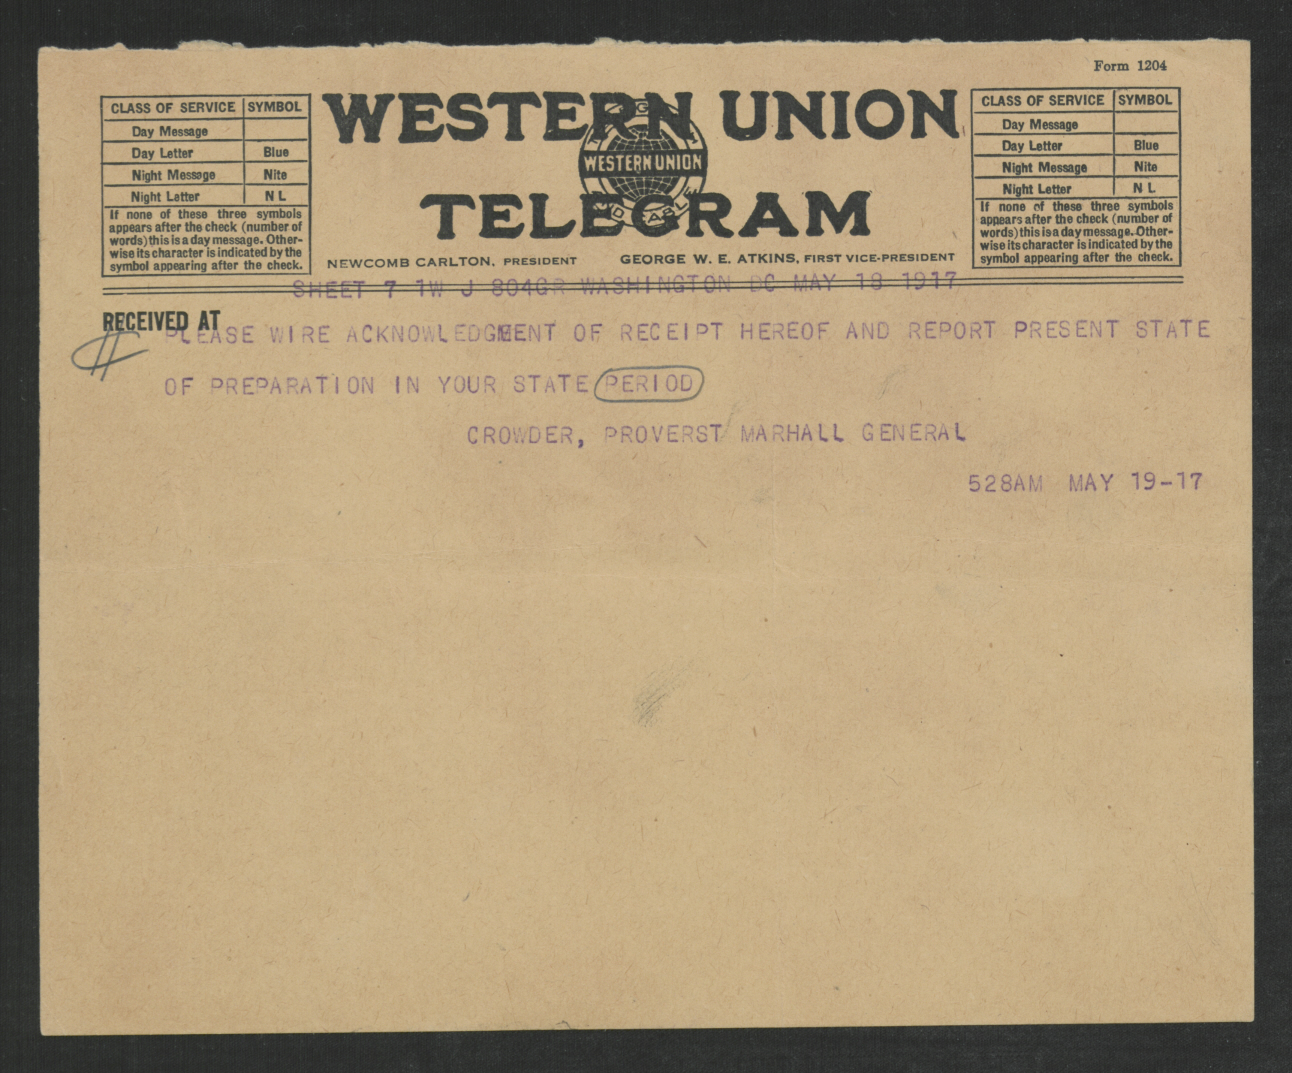 Form 1204
CLASS OF SERVICE SYMBOL
Day Message
Day Letter Blue
Night Message Nite
Night Letter N L
If none of these three symbols
appears after the check (number of
words) this is a day message. Other-
wise its character is indicated by the
symbol appearing after the check.
WESTERN UNION
WESTERN UNION
TELEGRAM
NEWCOMB CARLTON, PRESIDENT GEORGE W. E. ATKINS, FIRST VICE-PRESIDENT
CLASS OF SERVICE SYMBOL
Day Message
Day Letter Blue
Night Message Nite
Night Letter N L
If none of these three symbols
appears after the check (number of
words) this is a day message. Other-
wise its character is indicated by the
symbol appearing after the check.
SHEET 7 1W J 804GR WASHINGTON DC MAY 18 1917
RECEIVED AT
PLEASE WIRE ACKNOWLEDGMENT OF RECEIPT HEREOF AND REPORT PRESENT STATE
OF PREPARATION IN YOUR STATE PERIOD
CROWDER, PROVERST MARHALL GENERAL
528AM MAY 19-17